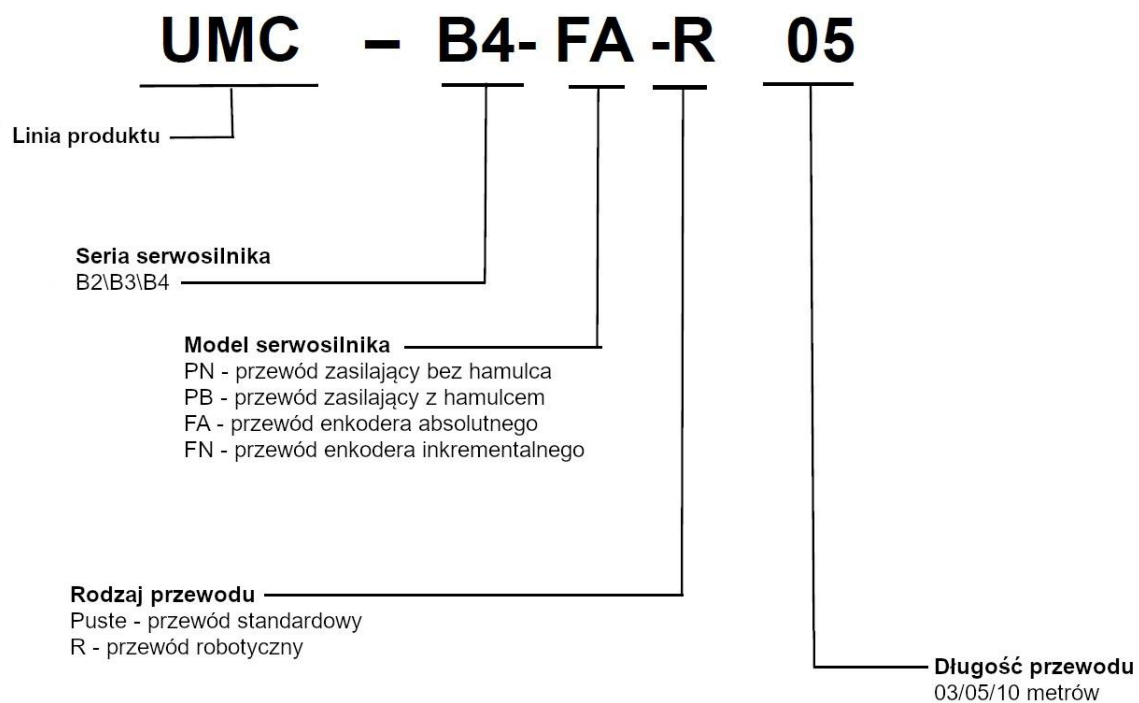 UMC – B4- FA -R 05
Linia produktu
Seria serwosilnika
B2\B3\B4
Model serwosilnika
PN - przewód zasilający bez hamulca
PB - przewód zasilający z hamulcem
FA - przewód enkodera absolutnego
FN - przewód enkodera inkrementalnego
Rodzaj przewodu
Puste - przewód standardowy
R - przewód robotyczny
Długość przewodu
03/05/10 metrów